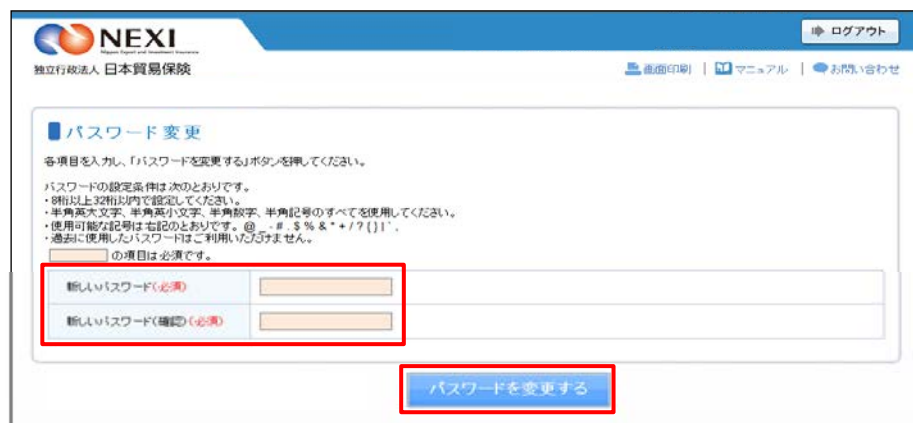 NEXI
Nippon Export and Investment Insurance
ログアウト
独立行政法人 日本貿易保険
画面印刷 | マニュアル | お問い合わせ
パスワード変更
各項目を入力し、「パスワードを変更する」ボタンを押してください。
パスワードの設定条件は次のとおりです。
・8桁以上32桁以内で設定してください。
・半角英大文字、半角英小文字、半角数字、半角記号のすべてを使用してください。
・使用可能な記号は右記のとおりです。@ _ - # . $ % & * + / ? { } | ` ,
・過去に使用したパスワードはご利用いただけません。
の項目は必須です。
新しいパスワード(必須)
新しいパスワード(確認)(必須)
パスワードを変更する